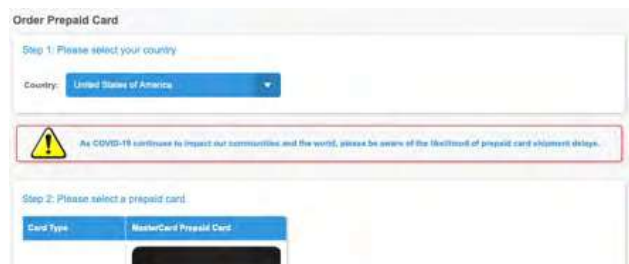 Order Prepaid Card
Step 1: Please select your country
Country: United States of America
As COVID-19 continues to impact our communities and the world, please be aware of the likelihood of prepaid card shipment delays.
Step 2: Please select a prepaid card
Card Type MasterCard Prepaid Card